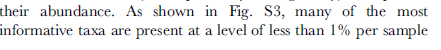 their abundance. As shown in Fig. S3, many of the most
informative taxa are present at a level of less than 1% per sample